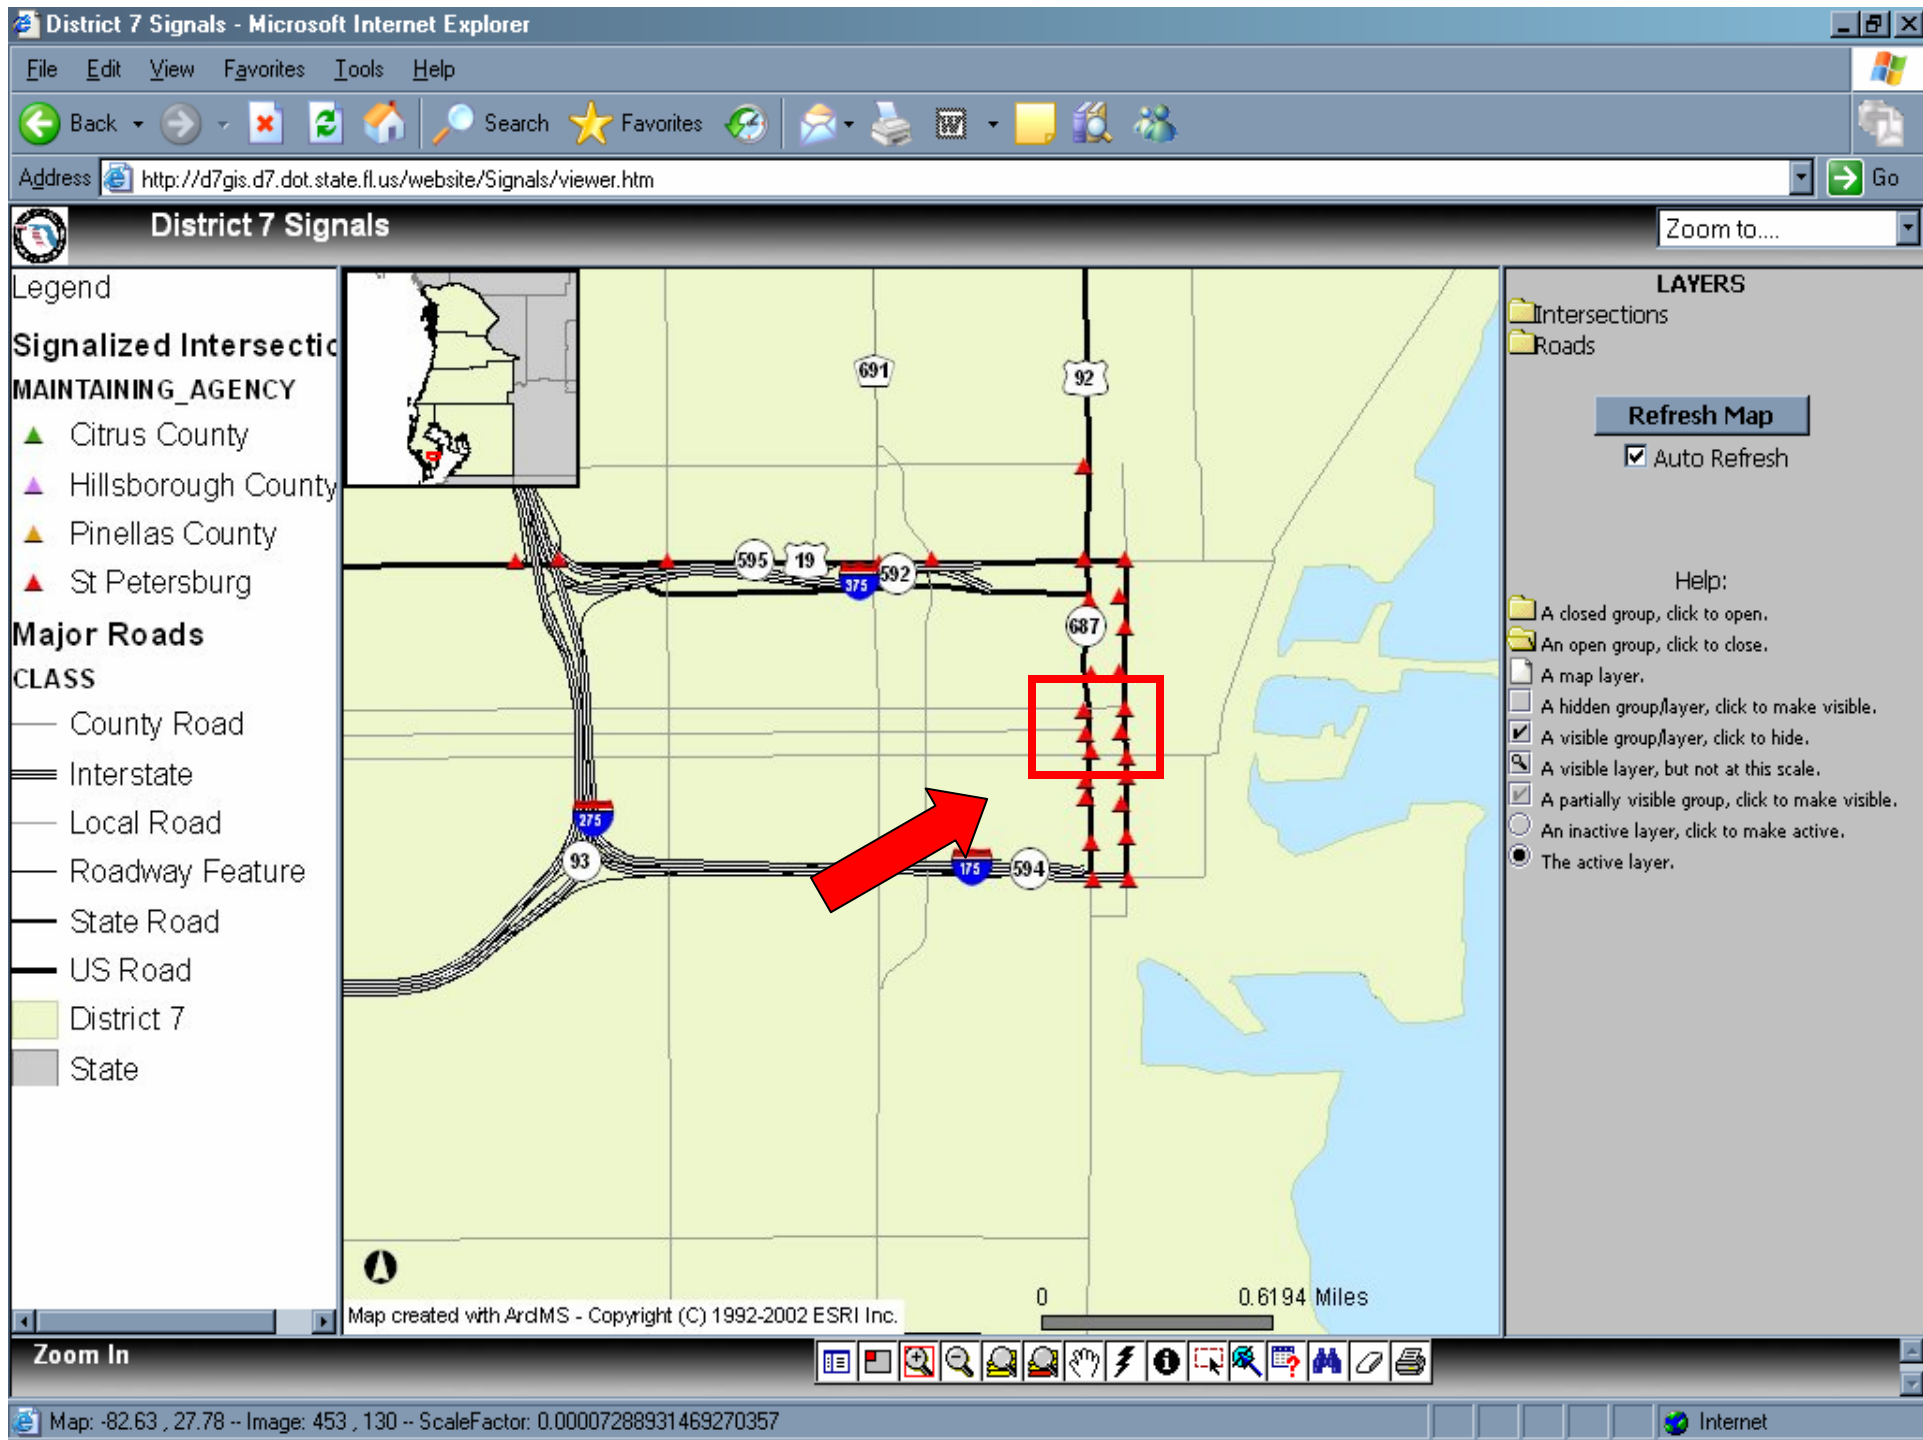 District 7 Signals - Microsoft Internet Explorer
File Edit View Favorites Tools Help
Back Search Favorites
Address http://d7gis.d7.dot.state.fl.us/website/Signals/viewer.htm Go
District 7 Signals
Zoom to....
Legend
Signalized Intersectio
MAINTAINING_AGENCY
Citrus County
Hillsborough County
Pinellas County
St Petersburg
Major Roads
CLASS
County Road
Interstate
Local Road
Roadway Feature
State Road
US Road
District 7
State
691
92
595
19
375
592
687
275
93
175
594
0 0.6194 Miles
Map created with ArcIMS - Copyright (C) 1992-2002 ESRI Inc.
LAYERS
Intersections
Roads
Refresh Map
Auto Refresh
Help:
A closed group, click to open.
An open group, click to close.
A map layer.
A hidden group/layer, click to make visible.
A visible group/layer, click to hide.
A visible layer, but not at this scale.
A partially visible group, click to make visible.
An inactive layer, click to make active.
The active layer.
Zoom In
Map: -82.63 , 27.78 -- Image: 453 , 130 -- ScaleFactor: 0.00007288931469270357
Internet